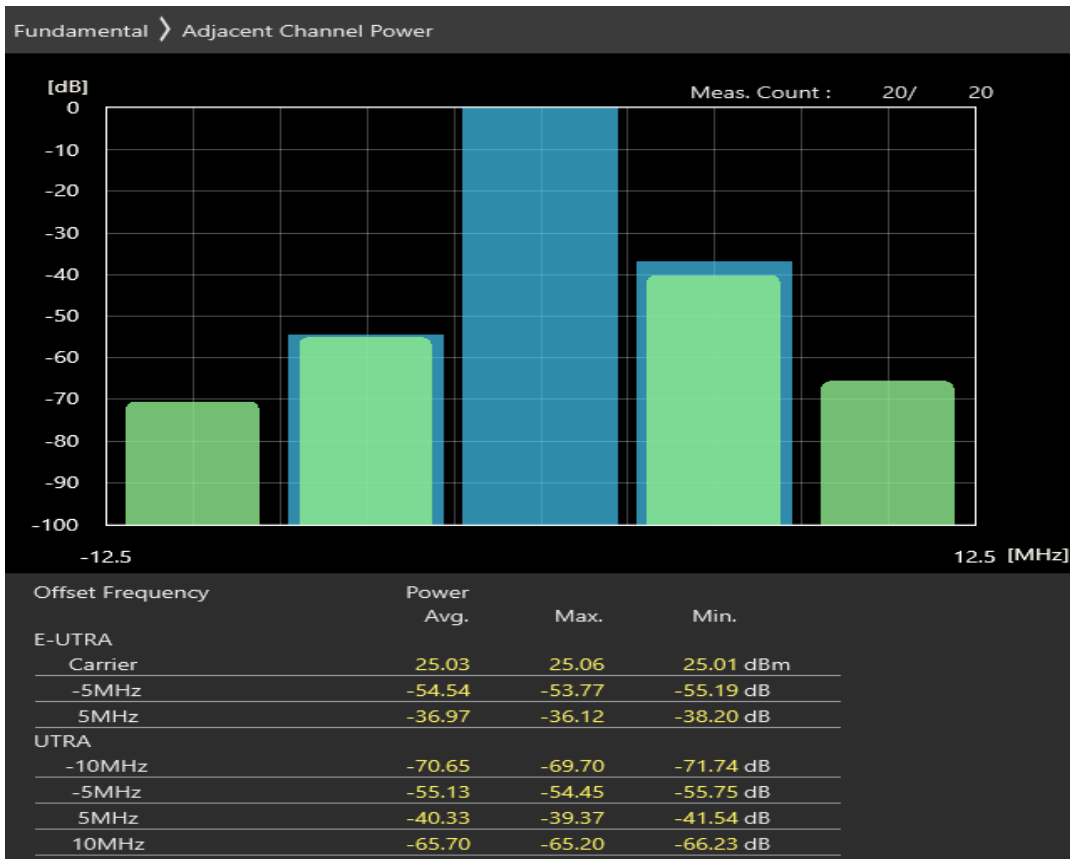 Fundamental 〉 Adjacent Channel Power
[dB]
Meas. Count : 20/ 20
0
-10
-20
-30
-40
-50
-60
-70
-80
-90
-100
-12.5 12.5 [MHz]
Offset Frequency Power
Avg. Max. Min.
E-UTRA
Carrier 25.03 25.06 25.01 dBm
-5MHz -54.54 -53.77 -55.19 dB
5MHz -36.97 -36.12 -38.20 dB
UTRA
-10MHz -70.65 -69.70 -71.74 dB
-5MHz -55.13 -54.45 -55.75 dB
5MHz -40.33 -39.37 -41.54 dB
10MHz -65.70 -65.20 -66.23 dB